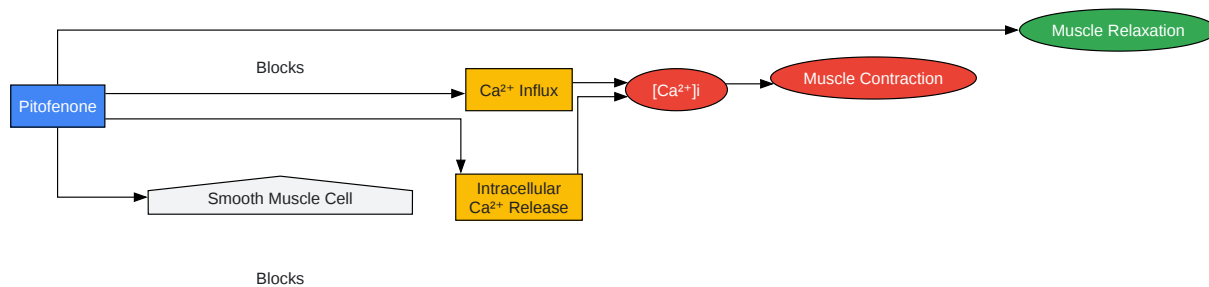 Muscle Relaxation
Blocks
Muscle Contraction
Pitofenone
Ca²⁺ Influx
[Ca²⁺]i
Smooth Muscle Cell
Intracellular
Ca²⁺ Release
Blocks